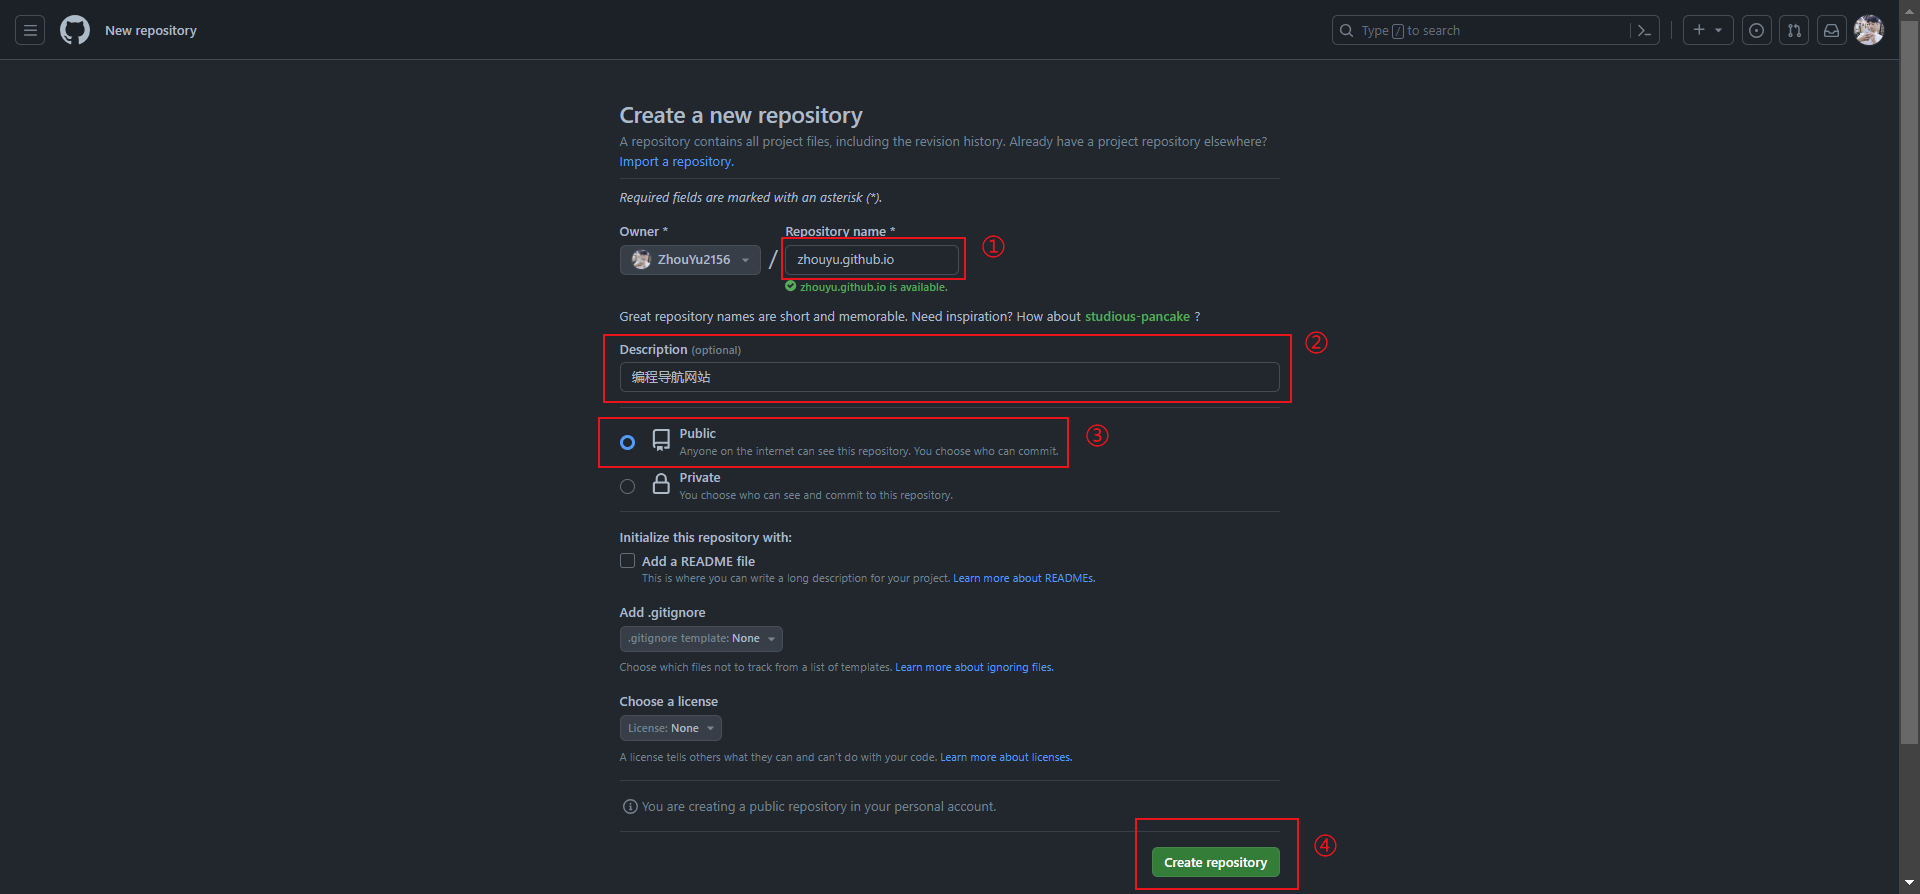 New repository
Type / to search
Create a new repository
A repository contains all project files, including the revision history. Already have a project repository elsewhere?
Import a repository.
Required fields are marked with an asterisk (*).
Owner *
Repository name *
ZhouYu2156
/
zhouyu.github.io
①
zhouyu.github.io is available.
Great repository names are short and memorable. Need inspiration? How about studious-pancake ?
②
Description (optional)
编程导航网站
③
Public
Anyone on the internet can see this repository. You choose who can commit.
Private
You choose who can see and commit to this repository.
Initialize this repository with:
Add a README file
This is where you can write a long description for your project. Learn more about READMEs.
Add .gitignore
.gitignore template: None
Choose which files not to track from a list of templates. Learn more about ignoring files.
Choose a license
License: None
A license tells others what they can and can't do with your code. Learn more about licenses.
You are creating a public repository in your personal account.
④
Create repository